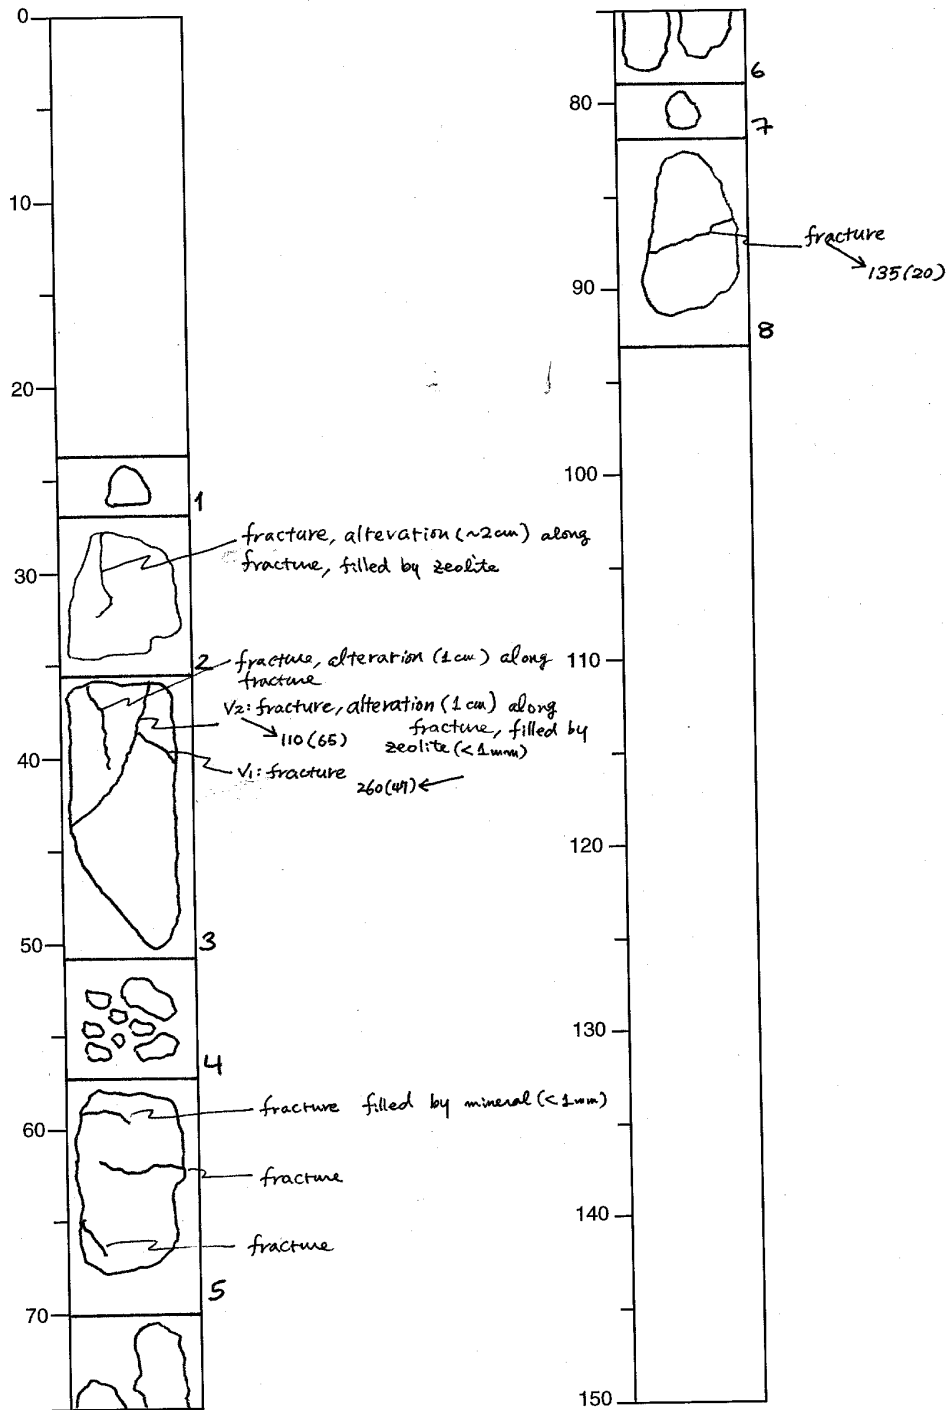 0
10
20
1
fracture, alteration (~2cm) along
fracture, filled by zeolite
30
2
fracture, alteration (1cm) along
fracture
V2: fracture, alteration (1cm) along
fracture, filled by
110(65)
zeolite (<1mm)
40
V1: fracture
260(47)
50
3
4
fracture filled by mineral (<1mm)
60
fracture
fracture
5
70
6
80
7
fracture
135(20)
90
8
100
110
120
130
140
150